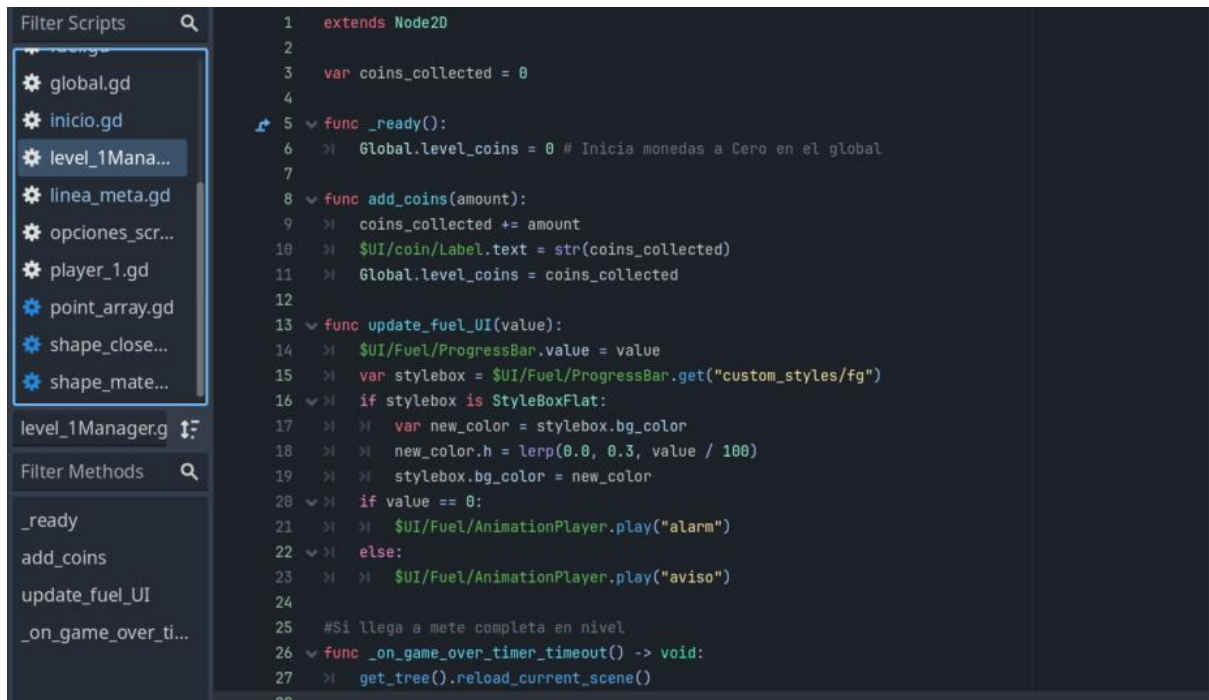 Filter Scripts
global.gd
inicio.gd
level_1Mana...
linea_meta.gd
opciones_scr...
player_1.gd
point_array.gd
shape_close...
shape_mate...
level_1Manager.g
Filter Methods
_ready
add_coins
update_fuel_UI
_on_game_over_ti...
1 extends Node2D
2
3 var coins_collected = 0
4
5 func _ready():
6 Global.level_coins = 0 # Inicia monedas a Cero en el global
7
8 func add_coins(amount):
9 coins_collected += amount
10 $UI/coin/Label.text = str(coins_collected)
11 Global.level_coins = coins_collected
12
13 func update_fuel_UI(value):
14 $UI/Fuel/ProgressBar.value = value
15 var stylebox = $UI/Fuel/ProgressBar.get("custom_styles/fg")
16 if stylebox is StyleBoxFlat:
17 var new_color = stylebox.bg_color
18 new_color.h = lerp(0.0, 0.3, value / 100)
19 stylebox.bg_color = new_color
20 if value == 0:
21 $UI/Fuel/AnimationPlayer.play("alarm")
22 else:
23 $UI/Fuel/AnimationPlayer.play("aviso")
24
25 #Si llega a mete completa en nivel
26 func _on_game_over_timer_timeout() -> void:
27 get_tree().reload_current_scene()